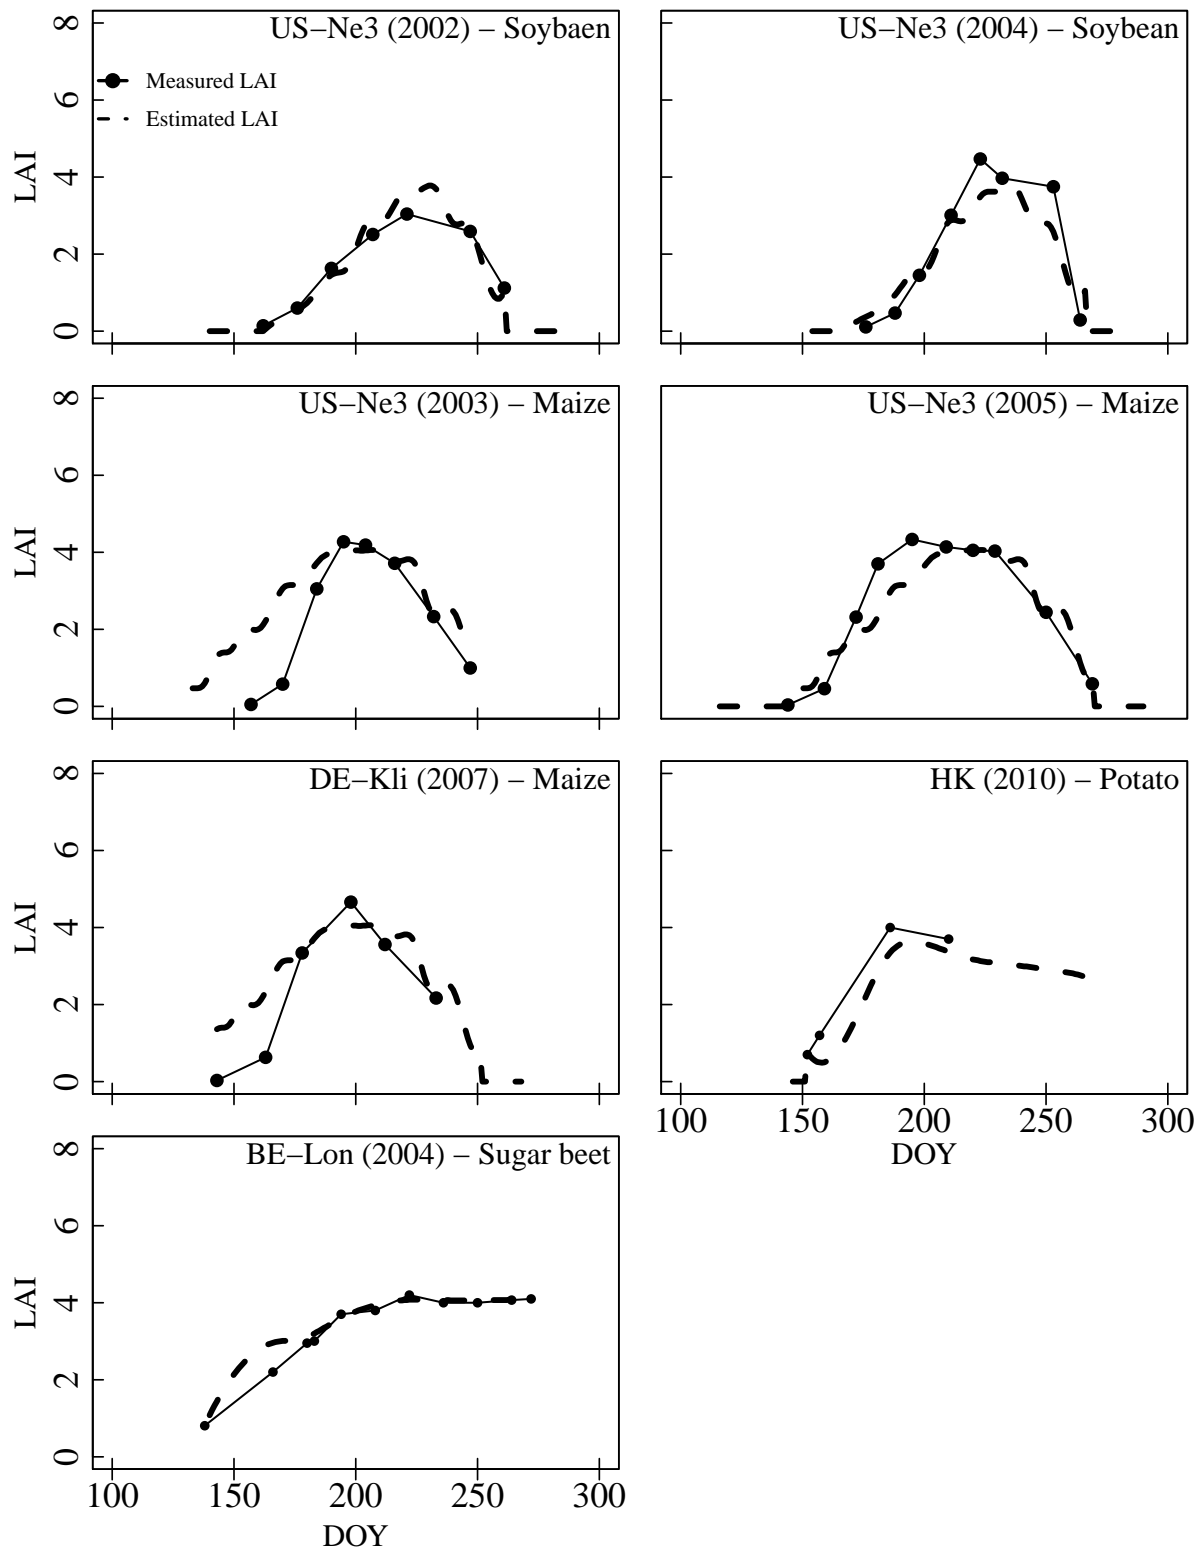 US−Ne3 (2002) − Soybaen
Measured LAI
Estimated LAI
LAI
0 2 4 6 8
US−Ne3 (2004) − Soybean
US−Ne3 (2003) − Maize
LAI
0 2 4 6 8
US−Ne3 (2005) − Maize
DE−Kli (2007) − Maize
LAI
0 2 4 6 8
HK (2010) − Potato
100 150 200 250 300
DOY
BE−Lon (2004) − Sugar beet
LAI
0 2 4 6 8
100 150 200 250 300
DOY